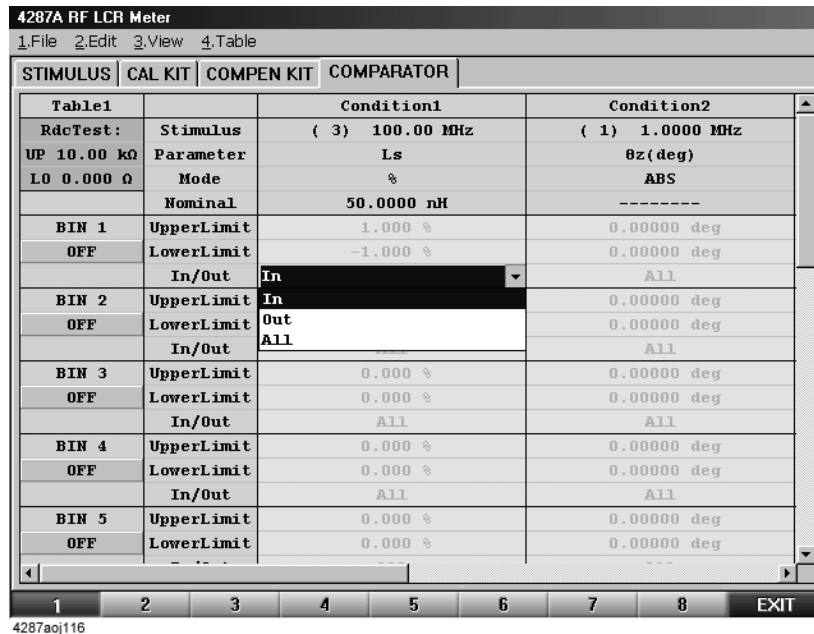 4287A RF LCR Meter
1.File 2.Edit 3.View 4.Table
STIMULUS CAL KIT COMPEN KIT COMPARATOR
Table1 Condition1 Condition2
RdcTest: Stimulus ( 3) 100.00 MHz ( 1) 1.0000 MHz
UP 10.00 kΩ Parameter Ls θz(deg)
LO 0.000 Ω Mode % ABS
Nominal 50.0000 nH --------
BIN 1 UpperLimit 1.000 % 0.00000 deg
OFF LowerLimit -1.000 % 0.00000 deg
In/Out In All
BIN 2 UpperLimit In 0.00000 deg
OFF LowerLimit Out 0.00000 deg
All
In/Out All
BIN 3 UpperLimit 0.000 % 0.00000 deg
OFF LowerLimit 0.000 % 0.00000 deg
In/Out All All
BIN 4 UpperLimit 0.000 % 0.00000 deg
OFF LowerLimit 0.000 % 0.00000 deg
In/Out All All
BIN 5 UpperLimit 0.000 % 0.00000 deg
OFF LowerLimit 0.000 % 0.00000 deg
1 2 3 4 5 6 7 8 EXIT
4287aoj116